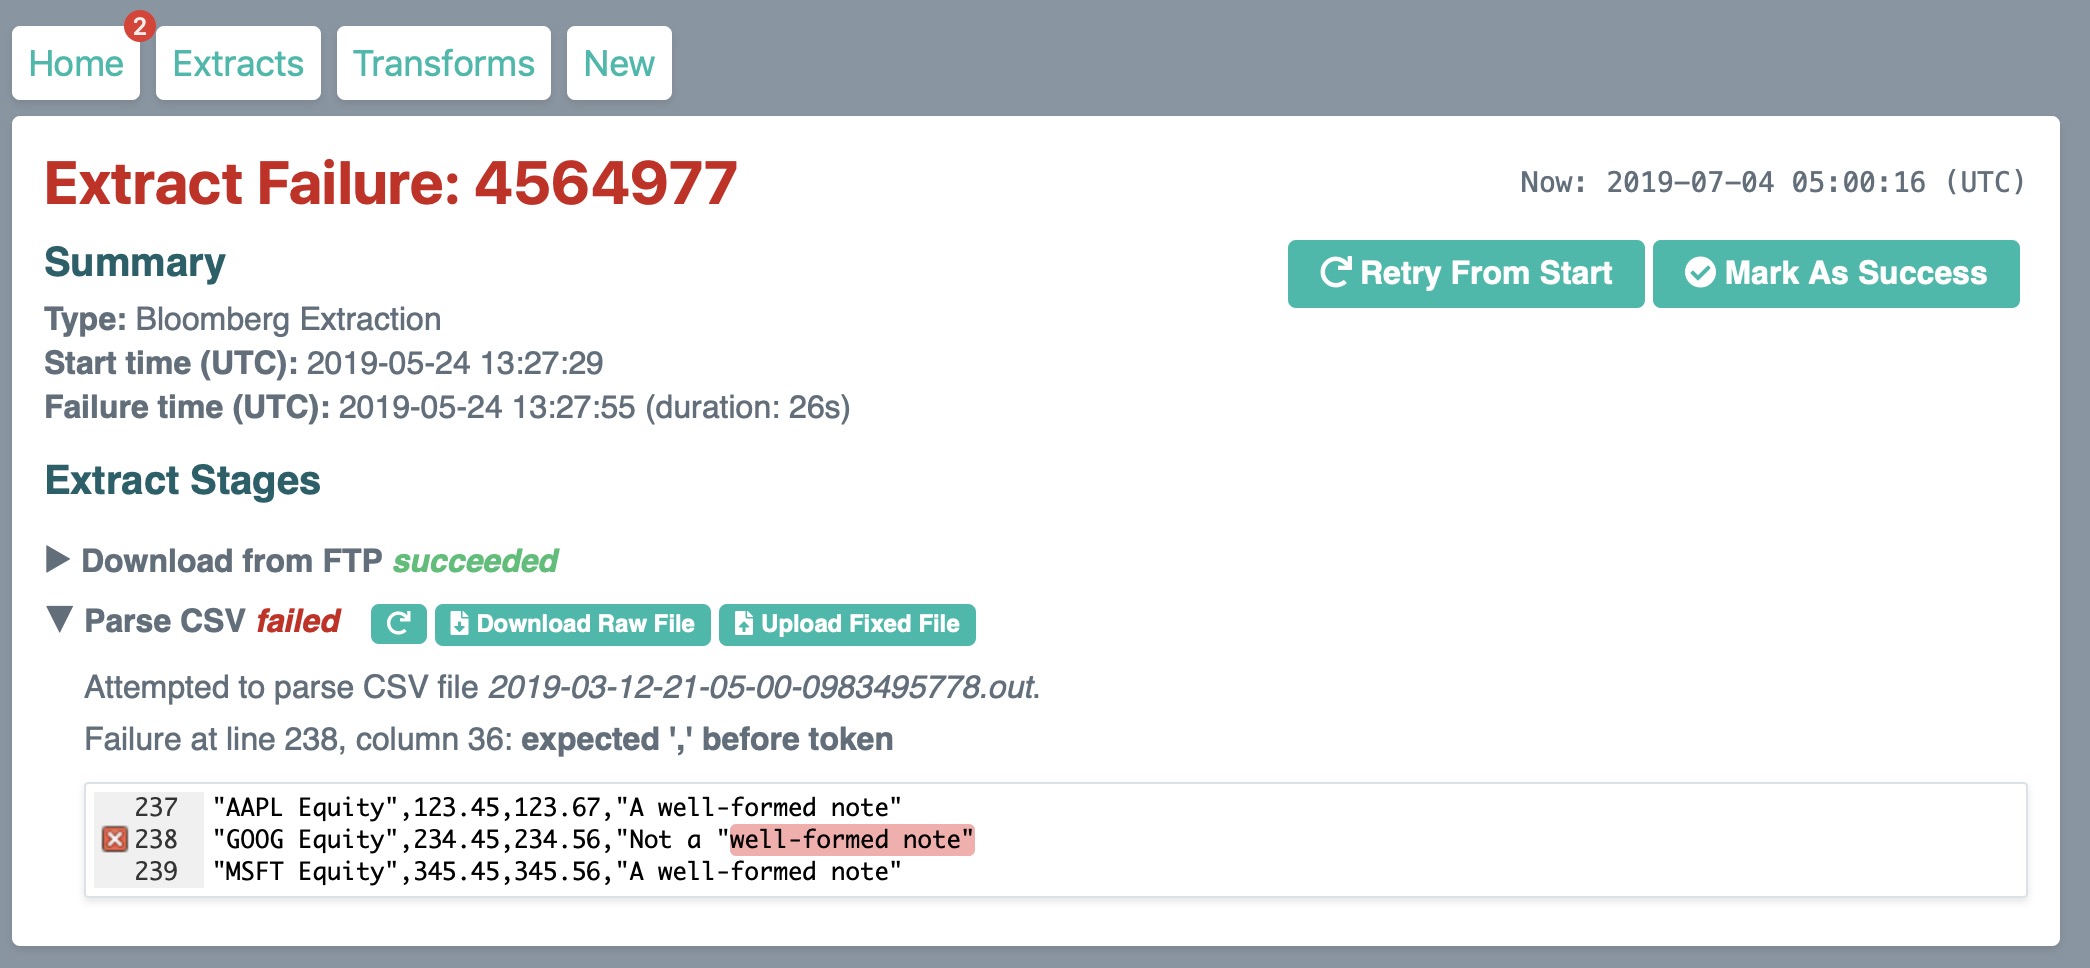 2
Home Extracts Transforms New
Extract Failure: 4564977
Now: 2019-07-04 05:00:16 (UTC)
Summary
Retry From Start Mark As Success
Type: Bloomberg Extraction
Start time (UTC): 2019-05-24 13:27:29
Failure time (UTC): 2019-05-24 13:27:55 (duration: 26s)
Extract Stages
Download from FTP succeeded
Parse CSV failed Download Raw File Upload Fixed File
Attempted to parse CSV file 2019-03-12-21-05-00-0983495778.out.
Failure at line 238, column 36: expected ',' before token
237 "AAPL Equity",123.45,123.67,"A well-formed note"
238 "GOOG Equity",234.45,234.56,"Not a "well-formed note"
239 "MSFT Equity",345.45,345.56,"A well-formed note"